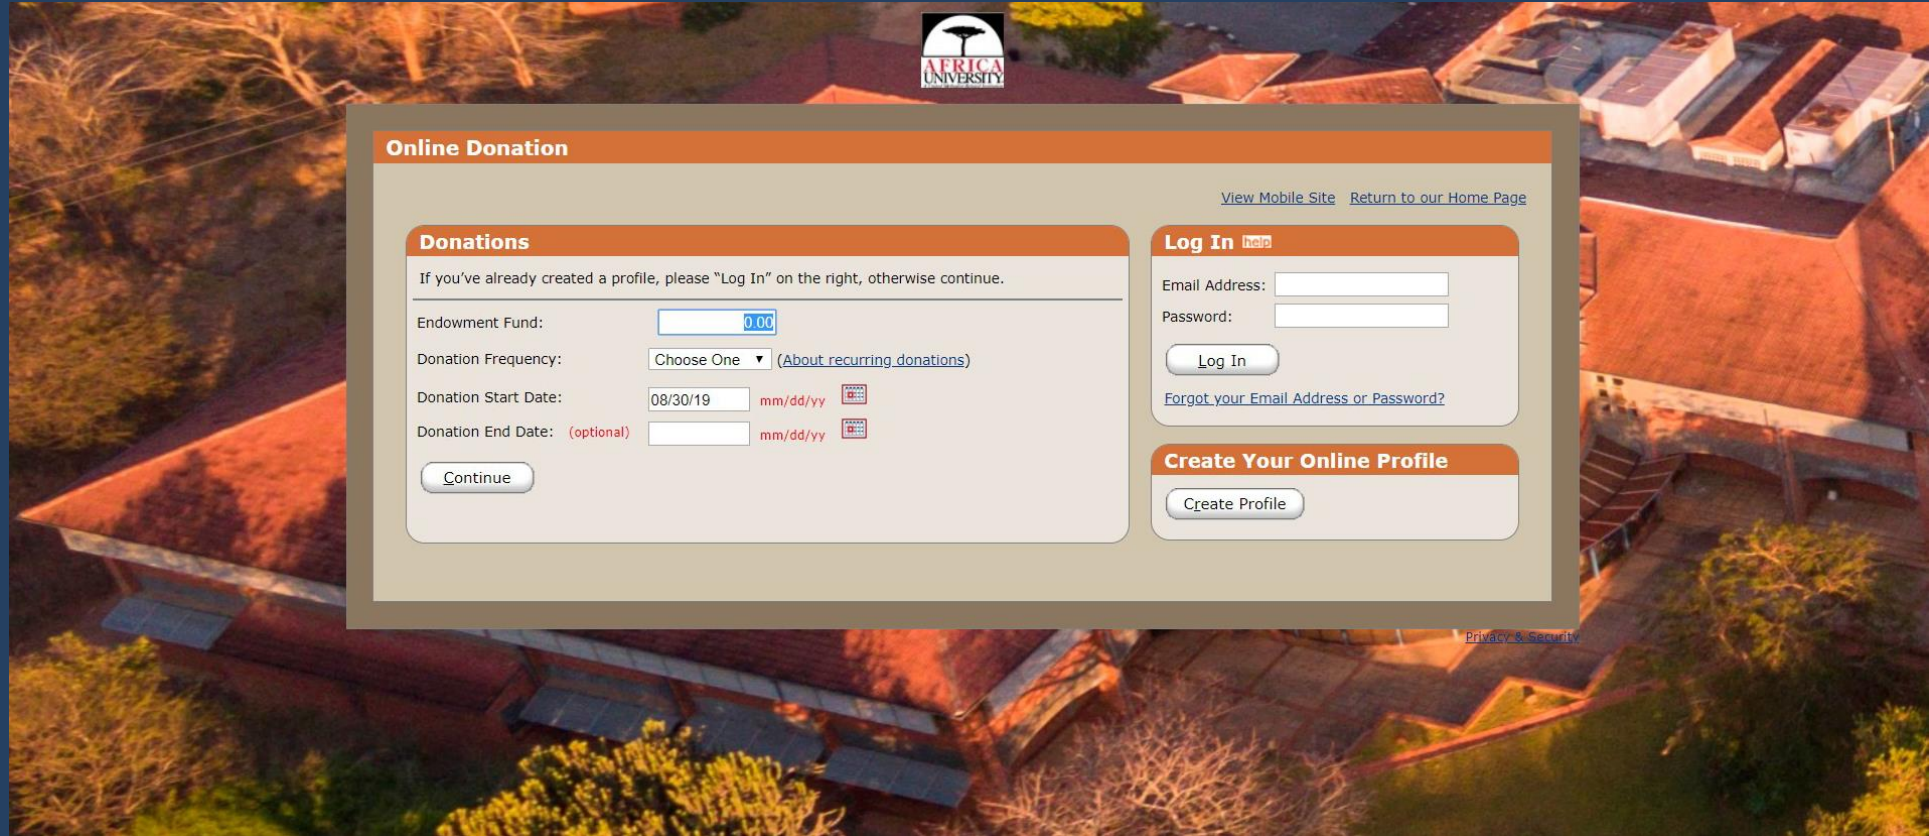 AFRICA
UNIVERSITY
Online Donation
View Mobile Site Return to our Home Page
Donations
If you’ve already created a profile, please “Log In” on the right, otherwise continue.
Endowment Fund: 0.00
Donation Frequency: Choose One ▼ (About recurring donations)
Donation Start Date: 08/30/19 mm/dd/yy
Donation End Date: (optional) mm/dd/yy
Continue
Log In help
Email Address:
Password:
Log In
Forgot your Email Address or Password?
Create Your Online Profile
Create Profile
Privacy & Security